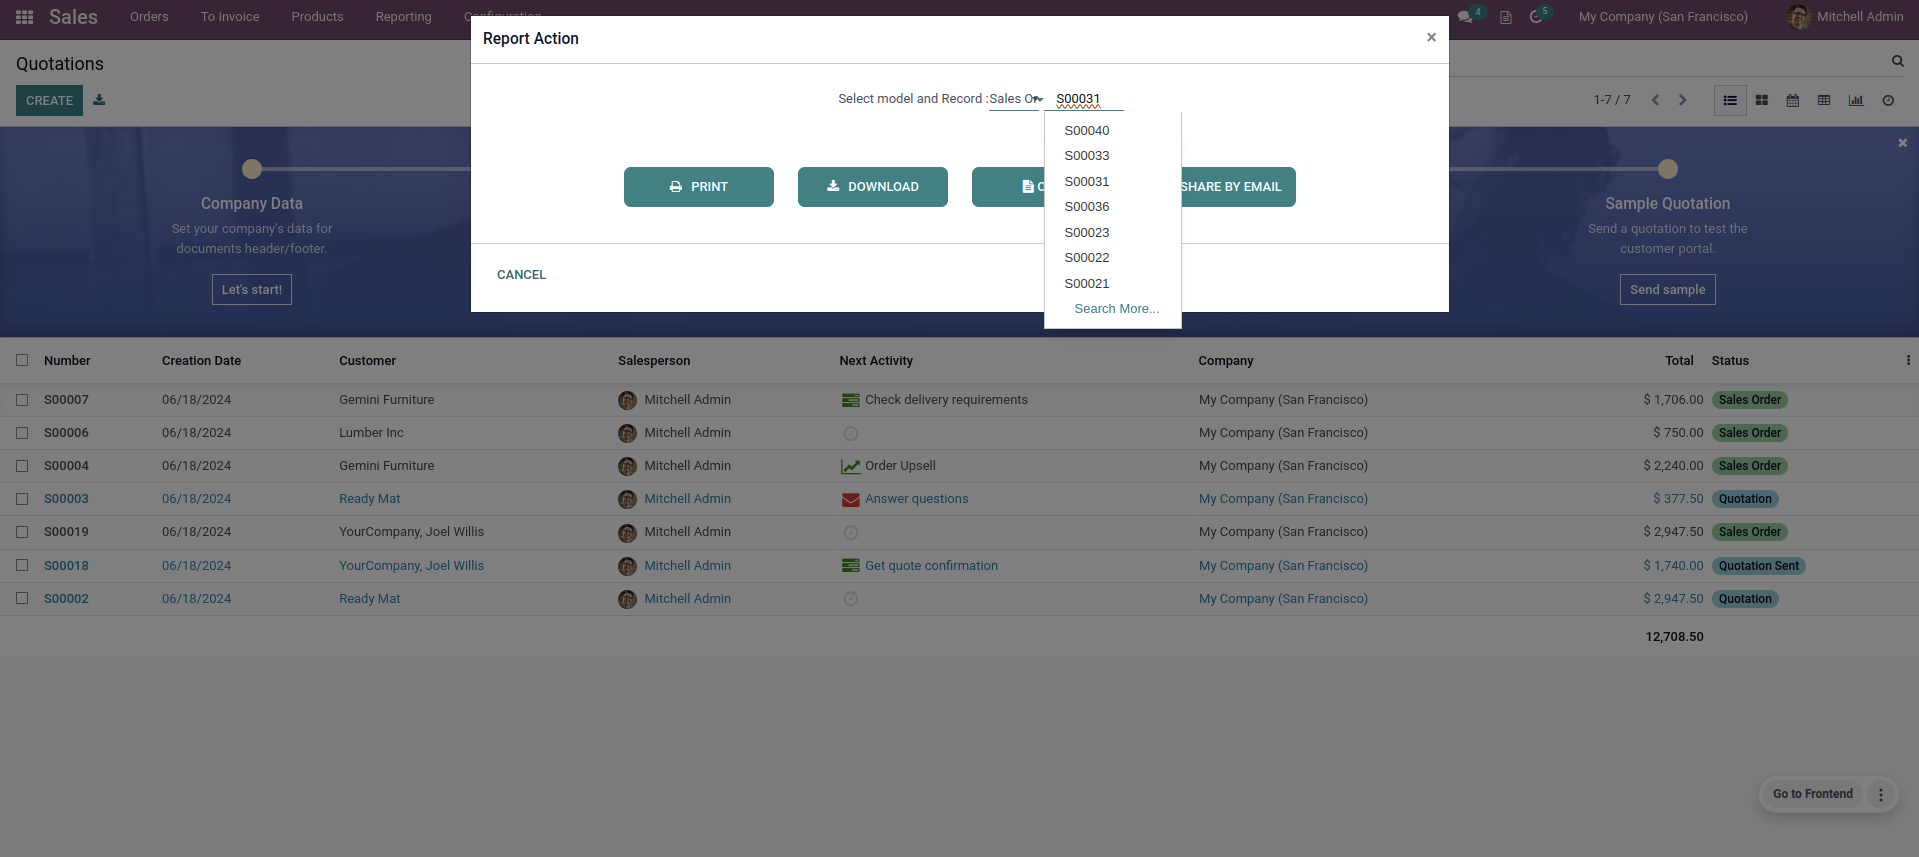 Sales Orders To Invoice Products Reporting Configuration 4 5 My Company (San Francisco) Mitchell Admin
Report Action ×
Quotations
CREATE
Select model and Record : Sales Or S00031
1-7 / 7
S00040
S00033
S00031
S00036
S00023
S00022
S00021
Search More...
PRINT DOWNLOAD SHARE BY EMAIL
CANCEL
Company Data
Set your company's data for
documents header/footer.
Let's start!
Sample Quotation
Send a quotation to test the
customer portal.
Send sample
Number Creation Date Customer Salesperson Next Activity Company Total Status
S00007 06/18/2024 Gemini Furniture Mitchell Admin Check delivery requirements My Company (San Francisco) $ 1,706.00 Sales Order
S00006 06/18/2024 Lumber Inc Mitchell Admin My Company (San Francisco) $ 750.00 Sales Order
S00004 06/18/2024 Gemini Furniture Mitchell Admin Order Upsell My Company (San Francisco) $ 2,240.00 Sales Order
S00003 06/18/2024 Ready Mat Mitchell Admin Answer questions My Company (San Francisco) $ 377.50 Quotation
S00019 06/18/2024 YourCompany, Joel Willis Mitchell Admin My Company (San Francisco) $ 2,947.50 Sales Order
S00018 06/18/2024 YourCompany, Joel Willis Mitchell Admin Get quote confirmation My Company (San Francisco) $ 1,740.00 Quotation Sent
S00002 06/18/2024 Ready Mat Mitchell Admin My Company (San Francisco) $ 2,947.50 Quotation
12,708.50
Go to Frontend